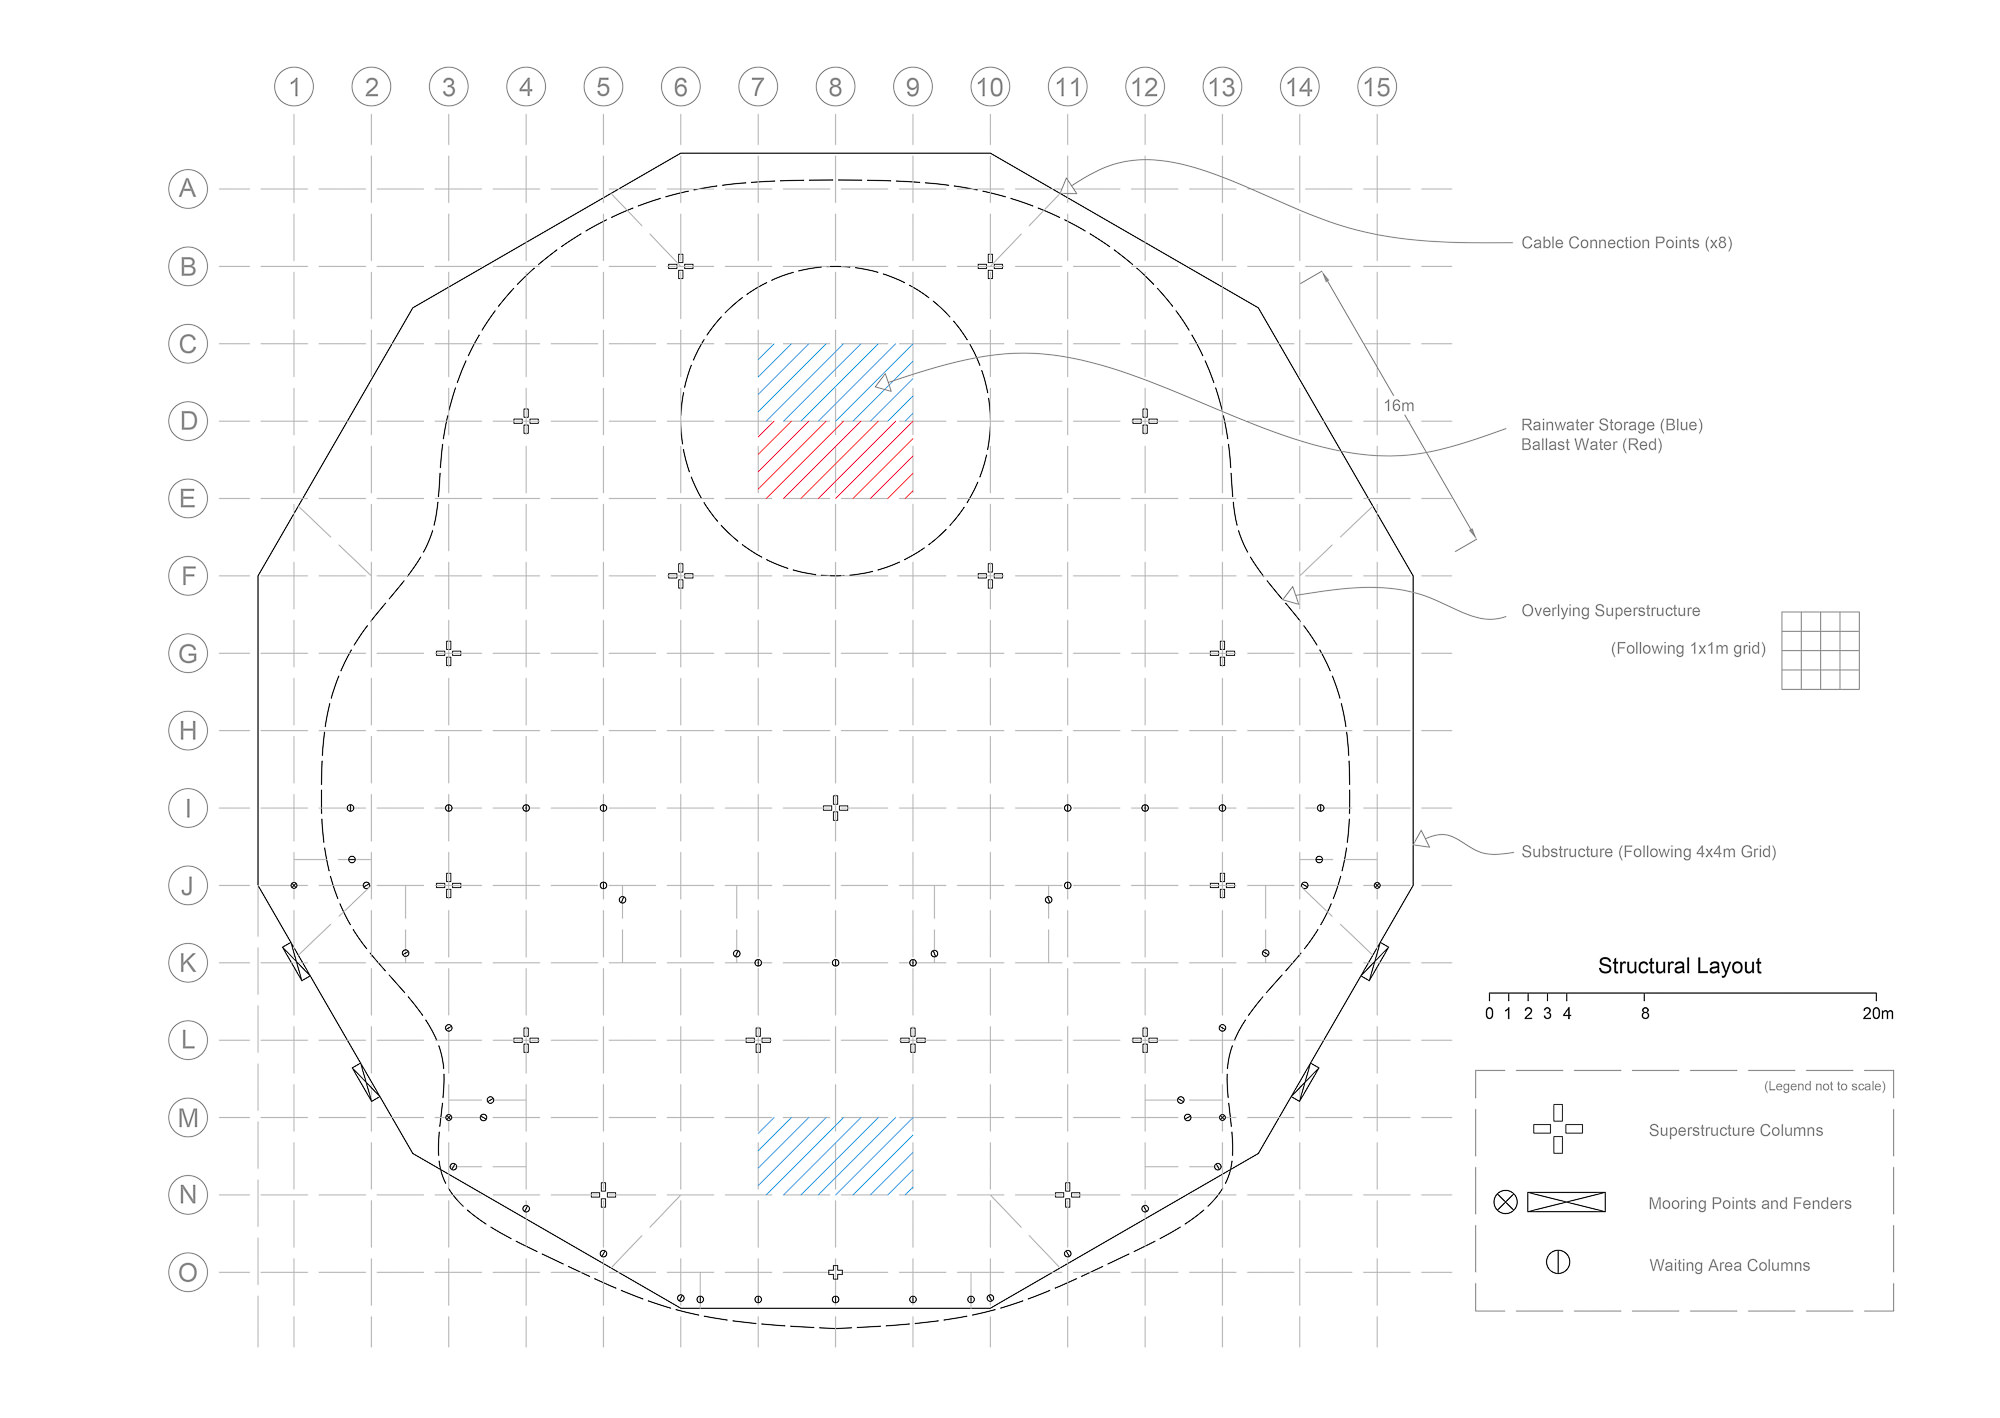 1 2 3 4 5 6 7 8 9 10 11 12 13 14 15
A
B
C
D
E
F
G
H
I
J
K
L
M
N
O
Cable Connection Points (x8)
16m
Rainwater Storage (Blue)
Ballast Water (Red)
Overlying Superstructure
(Following 1x1m grid)
Substructure (Following 4x4m Grid)
Structural Layout
0 1 2 3 4 8 20m
(Legend not to scale)
Superstructure Columns
Mooring Points and Fenders
Waiting Area Columns